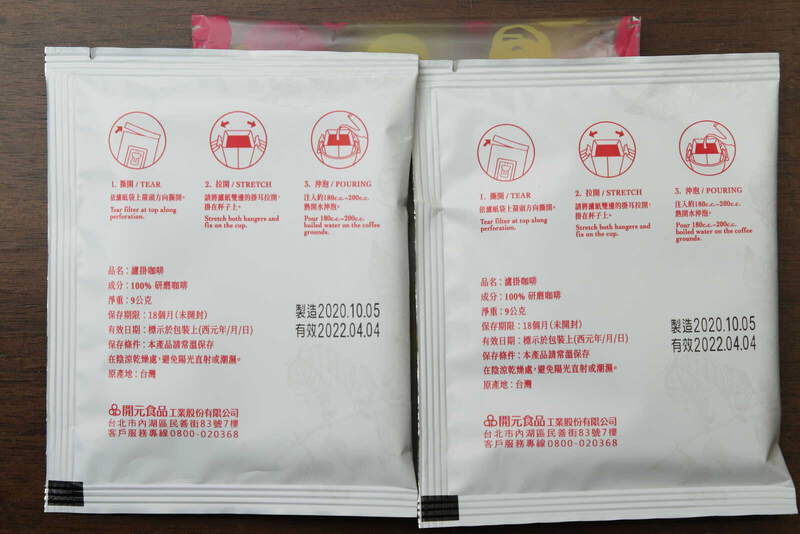 1. 撕開 / TEAR
依濾紙袋上箭頭方向撕開。
Tear filter at top along
perforation.
2. 拉開 / STRETCH
請將濾紙雙邊的掛耳拉開,
掛在杯子上。
Stretch both hangers and
fix on the cup.
3. 沖泡 / POURING
注入約180c.c.~200c.c.
熱開水沖泡。
Pour 180c.c.~200c.c.
boiled water on the coffee
grounds.
品名:濾掛咖啡
成分:100% 研磨咖啡
淨重:9公克
保存期限:18個月(未開封)
有效日期:標示於包裝上(西元年/月/日)
保存條件:本產品請常溫保存
在陰涼乾燥處,避免陽光直射或潮濕。
原產地:台灣
製造2020.10.05
有效2022.04.04
開元食品工業股份有限公司
台北市內湖區民善街83號7樓
客戶服務專線0800-020368
1. 撕開 / TEAR
依濾紙袋上箭頭方向撕開。
Tear filter at top along
perforation.
2. 拉開 / STRETCH
請將濾紙雙邊的掛耳拉開,
掛在杯子上。
Stretch both hangers and
fix on the cup.
3. 沖泡 / POURING
注入約180c.c.~200c.c.
熱開水沖泡。
Pour 180c.c.~200c.c.
boiled water on the coffee
grounds.
品名:濾掛咖啡
成分:100% 研磨咖啡
淨重:9公克
保存期限:18個月(未開封)
有效日期:標示於包裝上(西元年/月/日)
保存條件:本產品請常溫保存
在陰涼乾燥處,避免陽光直射或潮濕。
原產地:台灣
製造2020.10.05
有效2022.04.04
開元食品工業股份有限公司
台北市內湖區民善街83號7樓
客戶服務專線0800-020368